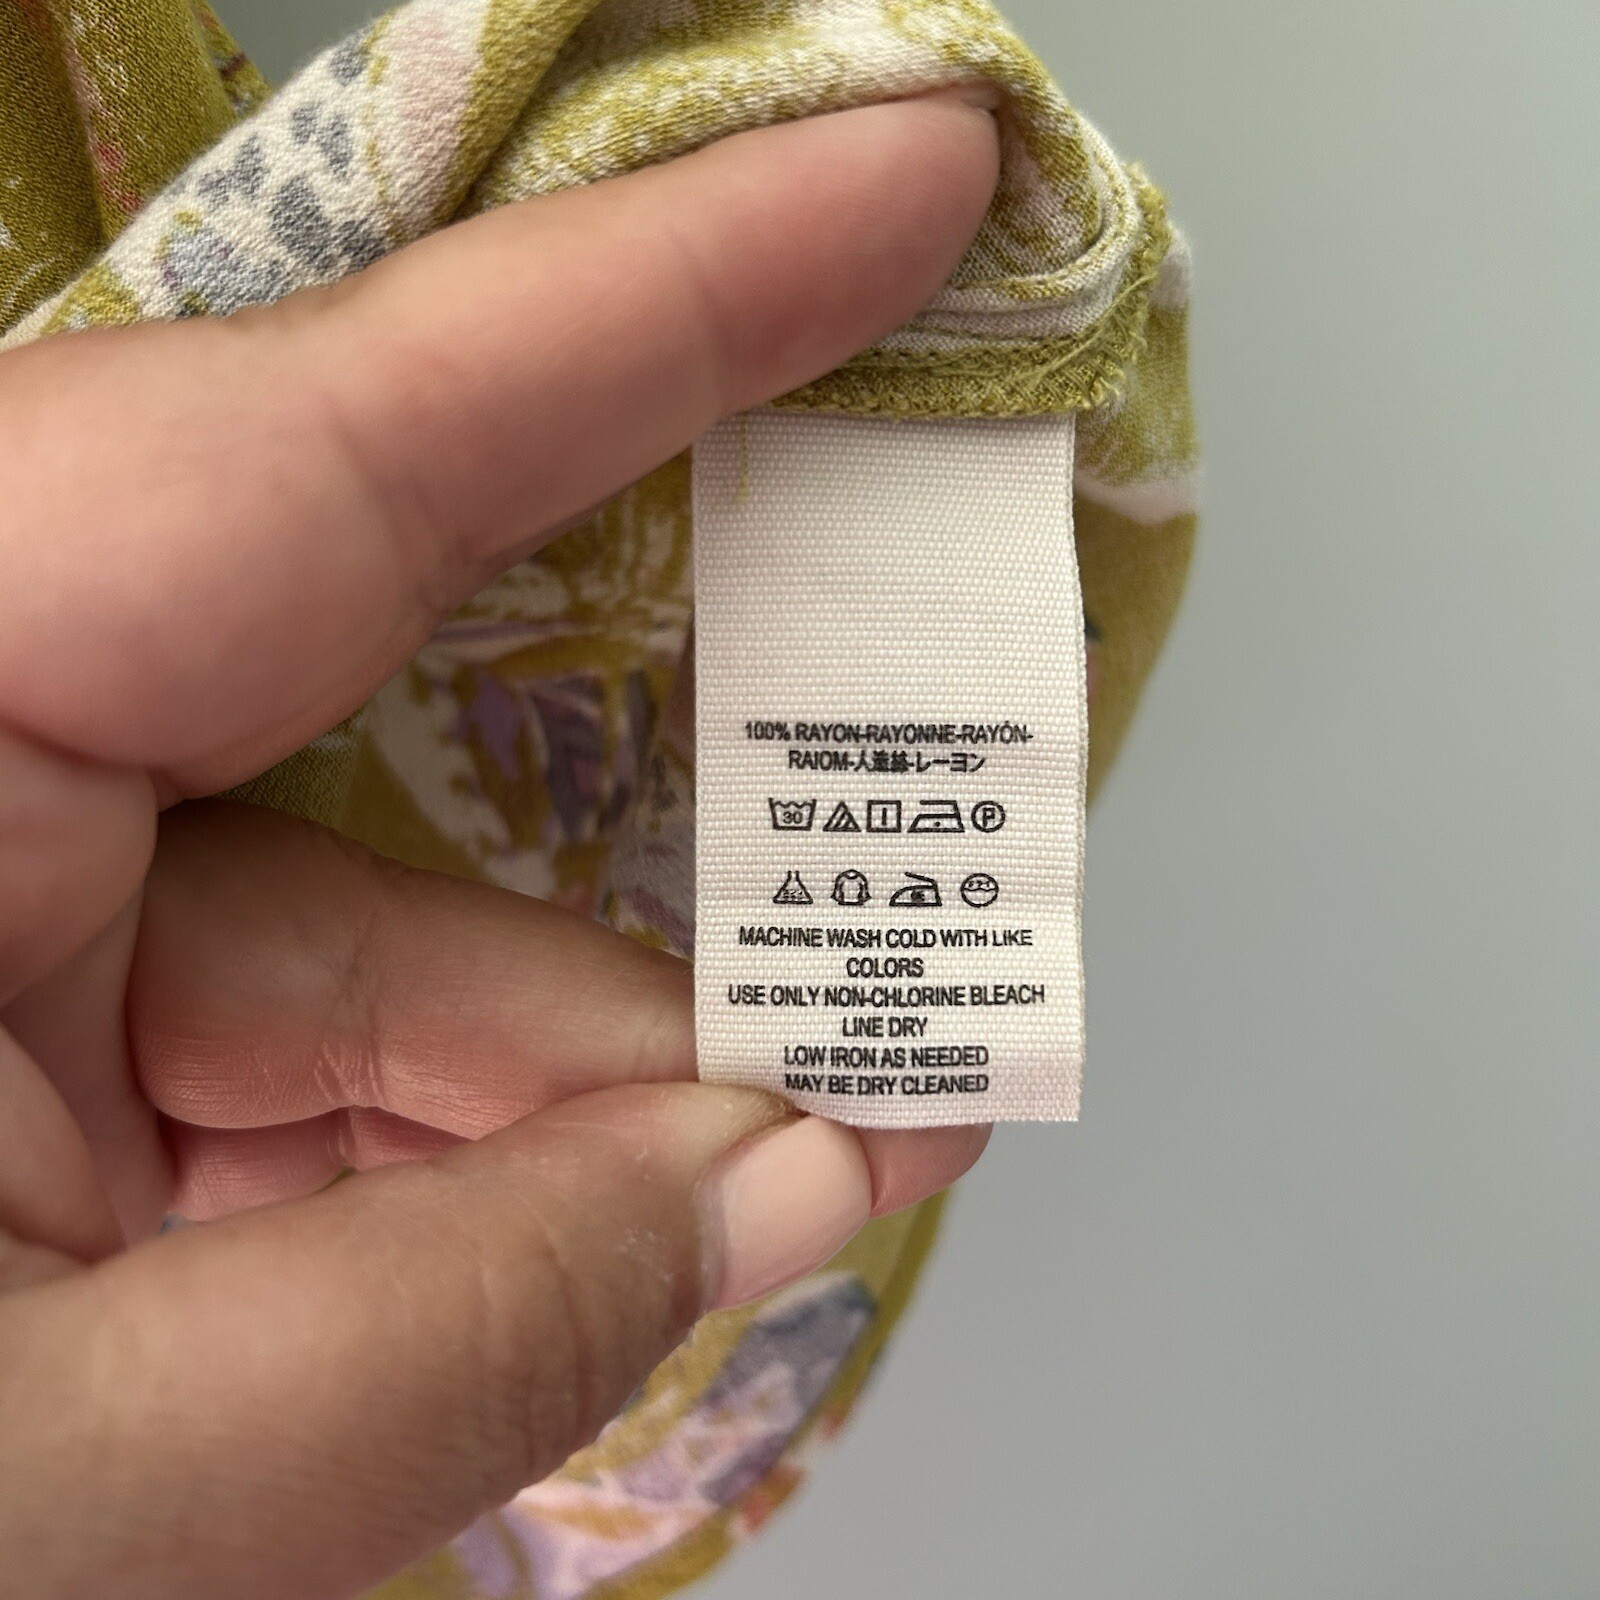 100% RAYON-RAYONNE-RAYÓN-
RAIOM-人造絲-レーヨン
30 P
MACHINE WASH COLD WITH LIKE
COLORS
USE ONLY NON-CHLORINE BLEACH
LINE DRY
LOW IRON AS NEEDED
MAY BE DRY CLEANED